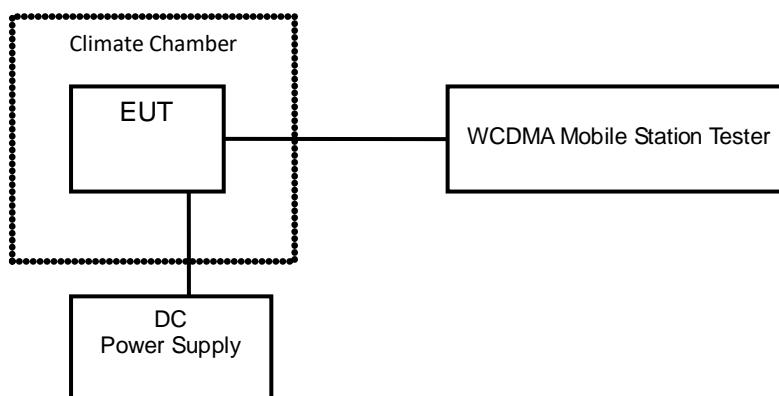 Climate Chamber
EUT
WCDMA Mobile Station Tester
DC
Power Supply